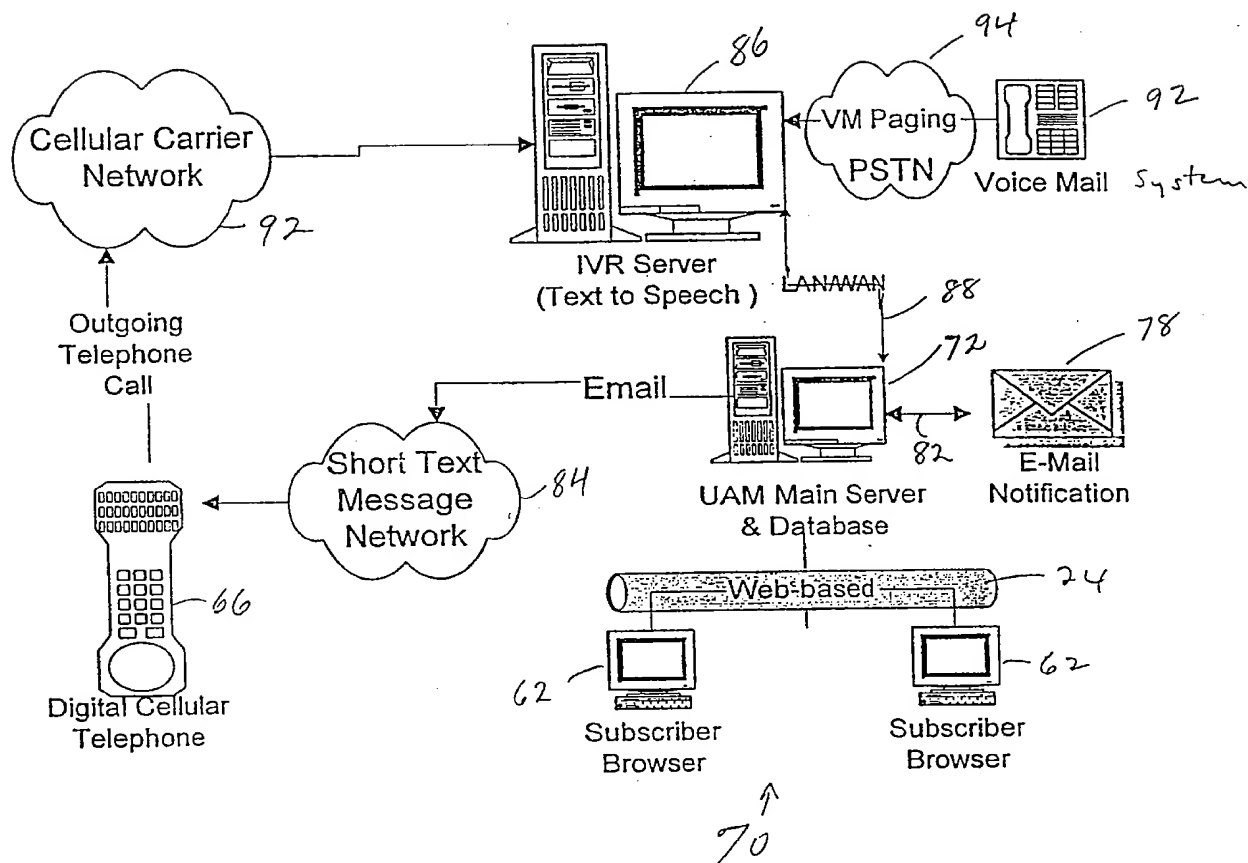 94
86
Cellular Carrier
Network
92
VM Paging
PSTN
92
Voice Mail System
IVR Server
(Text to Speech )
LANWAN
88
Outgoing
Telephone
Call
72
78
Email
82
E-Mail
Notification
Short Text
Message
Network
84
UAM Main Server
& Database
66
Web-based
24
62
62
Digital Cellular
Telephone
Subscriber
Browser
Subscriber
Browser
70